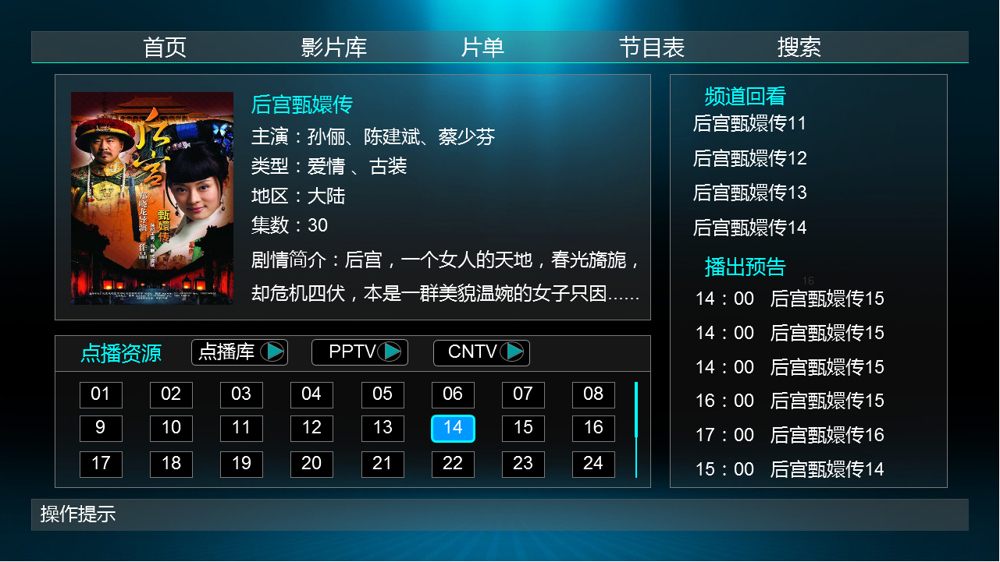 首页 影片库 片单 节目表 搜索
后宫
甄嬛传
郑晓龙导演作品
后宫甄嬛传
主演：孙俪、陈建斌、蔡少芬
类型：爱情 、古装
地区：大陆
集数：30
剧情简介：后宫，一个女人的天地，春光旖旎，
却危机四伏，本是一群美貌温婉的女子只因......
点播资源 点播库 PPTV CNTV
01 02 03 04 05 06 07 08
9 10 11 12 13 14 15 16
17 18 19 20 21 22 23 24
频道回看
后宫甄嬛传11
后宫甄嬛传12
后宫甄嬛传13
后宫甄嬛传14
播出预告
16
14：00 后宫甄嬛传15
14：00 后宫甄嬛传15
14：00 后宫甄嬛传15
16：00 后宫甄嬛传15
17：00 后宫甄嬛传16
15：00 后宫甄嬛传14
操作提示